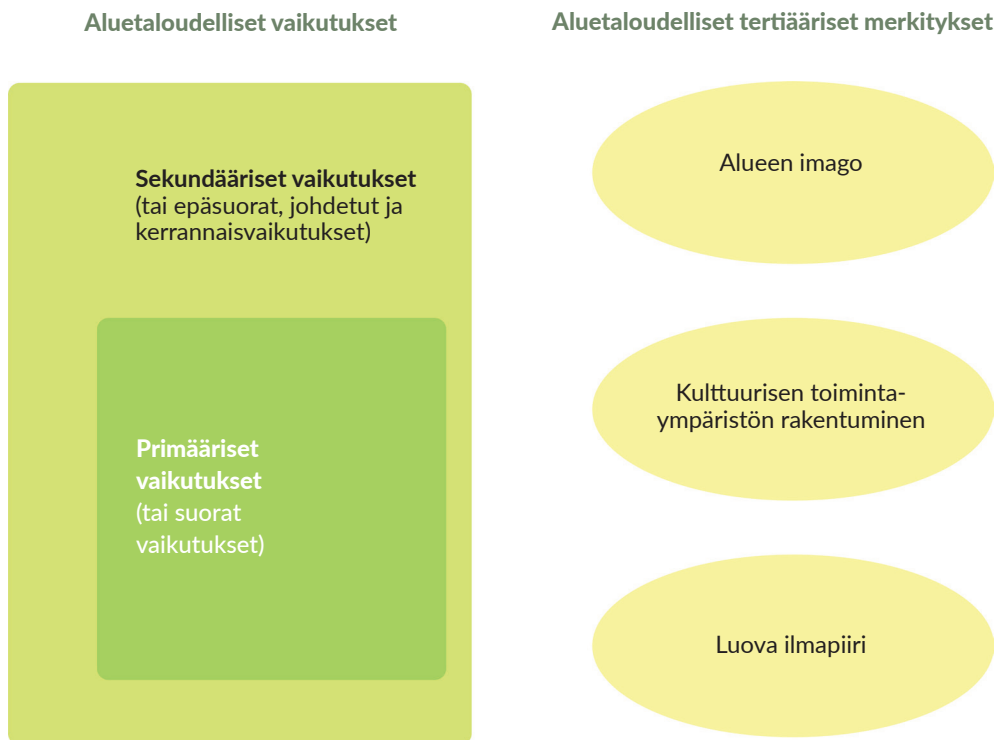 Aluetaloudelliset vaikutukset
Sekundääriset vaikutukset
(tai epäsuorat, johdetut ja
kerrannaisvaikutukset)
Primääriset
vaikutukset
(tai suorat
vaikutukset)
Aluetaloudelliset tertiääriset merkitykset
Alueen imago
Kulttuurisen toiminta-
ympäristön rakentuminen
Luova ilmapiiri